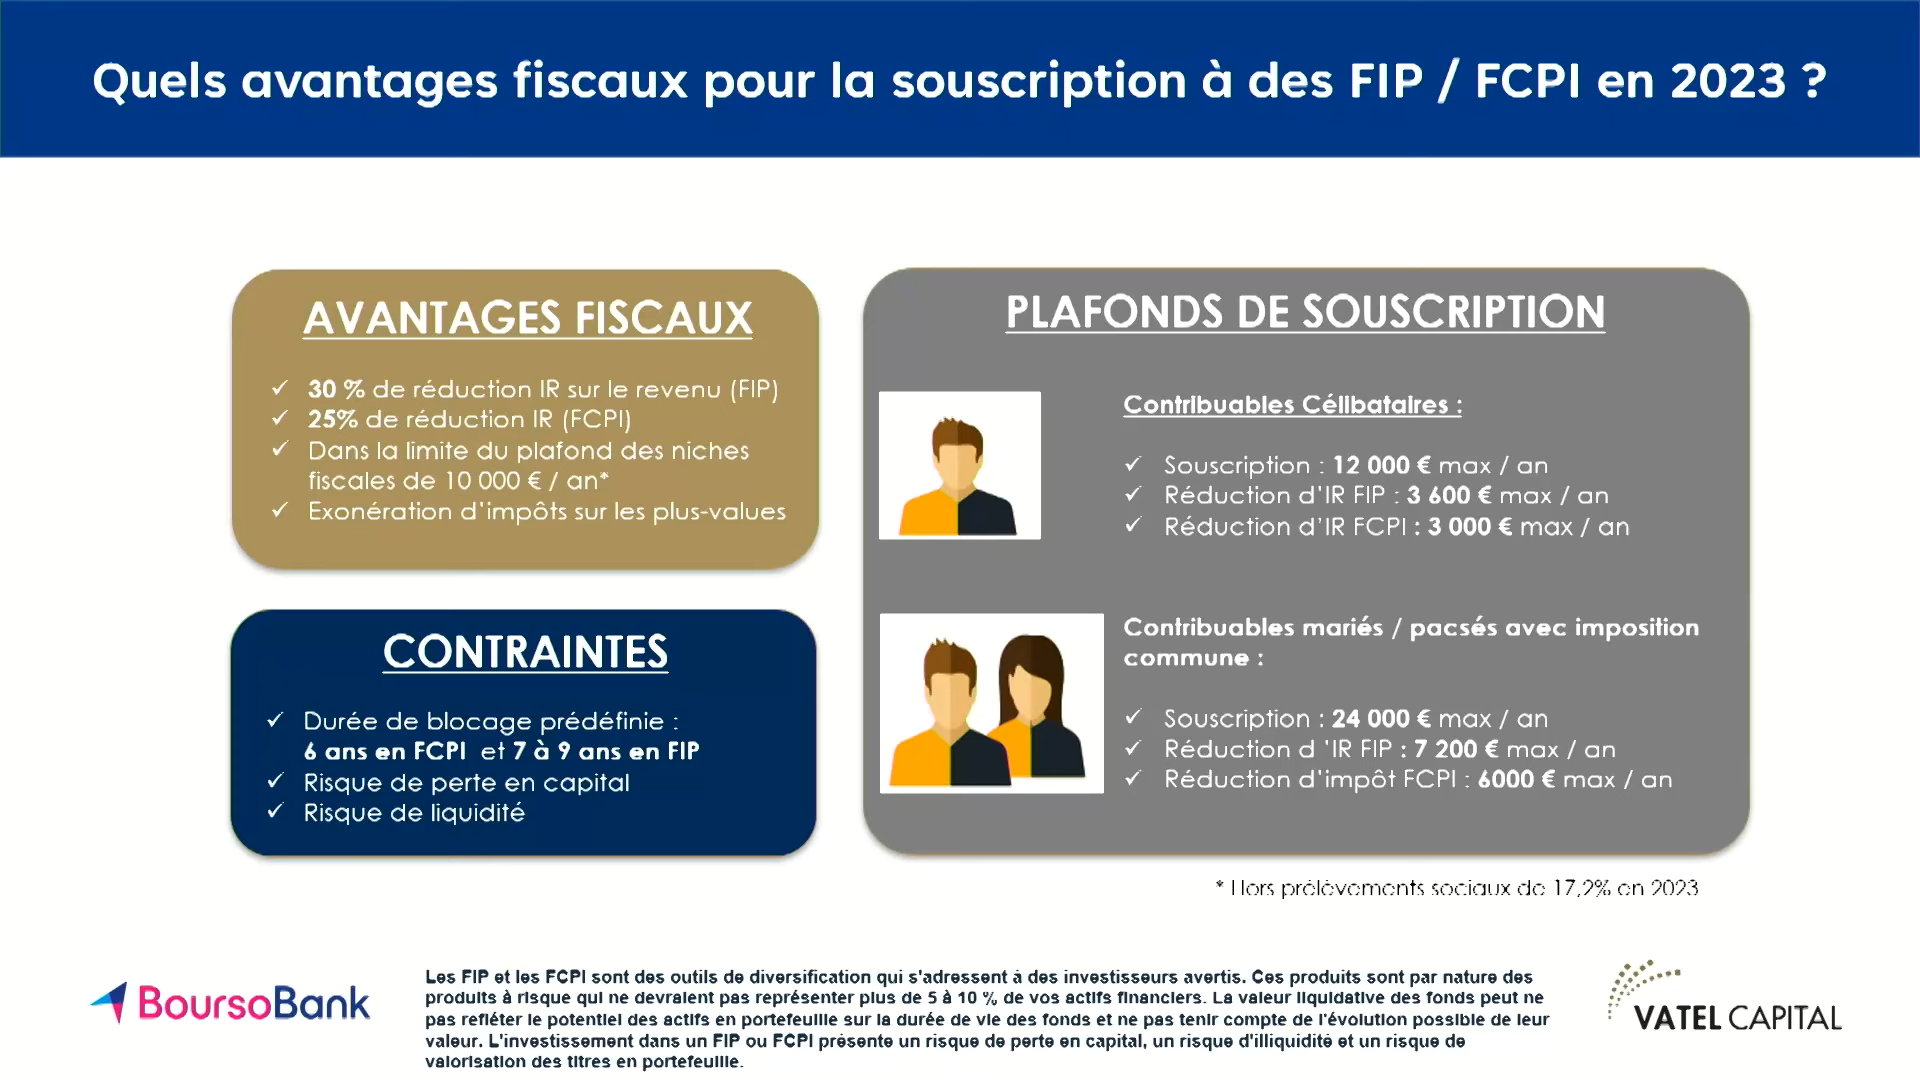 Quels avantages fiscaux pour la souscription à des FIP / FCPI en 2023 ?
AVANTAGES FISCAUX
✓ 30 % de réduction IR sur le revenu (FIP)
✓ 25% de réduction IR (FCPI)
✓ Dans la limite du plafond des niches
fiscales de 10 000 € / an*
✓ Exonération d'impôts sur les plus-values
CONTRAINTES
✓ Durée de blocage prédéfinie :
6 ans en FCPI et 7 à 9 ans en FIP
✓ Risque de perte en capital
✓ Risque de liquidité
PLAFONDS DE SOUSCRIPTION
Contribuables Célibataires :
✓ Souscription : 12 000 € max / an
✓ Réduction d'IR FIP : 3 600 € max / an
✓ Réduction d'IR FCPI : 3 000 € max / an
Contribuables mariés / pacsés avec imposition
commune :
✓ Souscription : 24 000 € max / an
✓ Réduction d 'IR FIP : 7 200 € max / an
✓ Réduction d'impôt FCPI : 6000 € max / an
* Hors prélèvements sociaux de 17,2% en 2023
BoursoBank
Les FIP et les FCPI sont des outils de diversification qui s'adressent à des investisseurs avertis. Ces produits sont par nature des
produits à risque qui ne devraient pas représenter plus de 5 à 10 % de vos actifs financiers. La valeur liquidative des fonds peut ne
pas refléter le potentiel des actifs en portefeuille sur la durée de vie des fonds et ne pas tenir compte de l'évolution possible de leur
valeur. L'investissement dans un FIP ou FCPI présente un risque de perte en capital, un risque d'illiquidité et un risque de
valorisation des titres en portefeuille.
VATEL CAPITAL